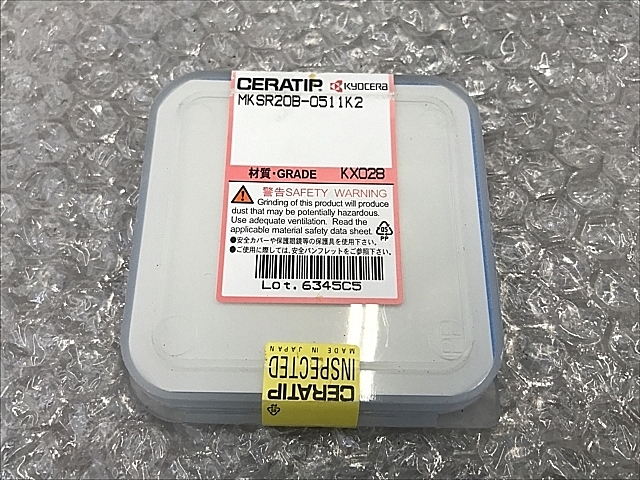 CERATIP KYOCERA
MKSR20B-0511K2
材質・GRADE KX028
警告SAFETY WARNING
Grinding of this product will produce
dust that may be potentially hazardous.
Use adequate ventilation. Read the
applicable material safety data sheet.
05
PP
●安全カバーや保護眼鏡等の保護具を使用下さい。
●ご使用に際しては、安全パンフレットをご参照下さい。
Lot.6345C5
CERATIP
INSPECTED
MADE IN JAPAN